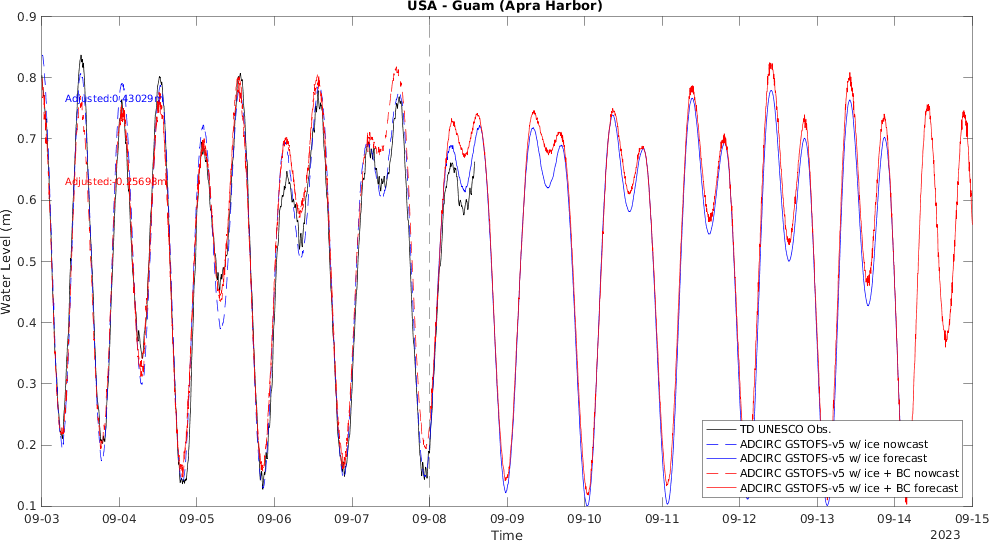 USA - Guam (Apra Harbor)
0.9
0.8
0.7
0.6
0.5
0.4
0.3
0.2
0.1
Water Level (m)
Adjusted:0.43029m
Adjusted:-0.25698m
TD UNESCO Obs.
ADCIRC GSTOFS-v5 w/ ice nowcast
ADCIRC GSTOFS-v5 w/ ice forecast
ADCIRC GSTOFS-v5 w/ ice + BC nowcast
ADCIRC GSTOFS-v5 w/ ice + BC forecast
09-03 09-04 09-05 09-06 09-07 09-08 09-09 09-10 09-11 09-12 09-13 09-14 09-15
Time
2023